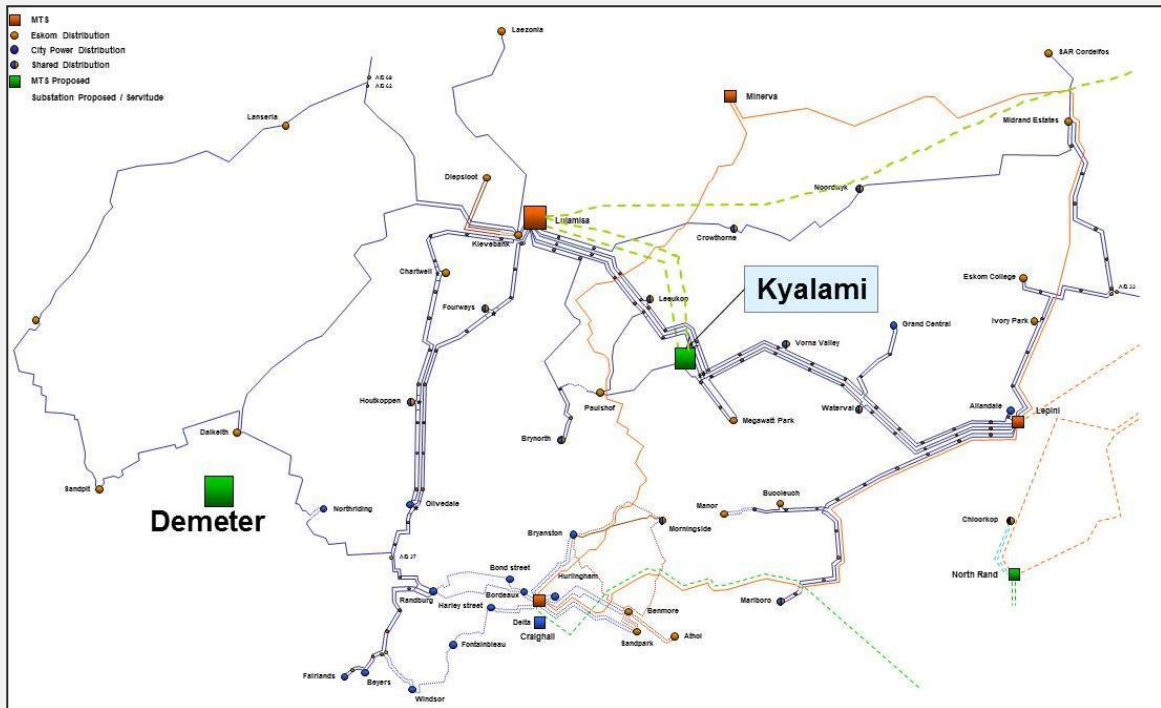 MTS
Eskom Distribution
City Power Distribution
Shared Distribution
MTS Proposed
Substation Proposed / Servitude
Laezonia
SAR Cordelfos
Minerva
Lanseria
Midrand Estates
Diepsloot
Noordwyk
Lulamisa
Crowthorne
Klevebank
Chartwell
Eskom College
Kyalami
Leeukon
Fourways
Ivory Park
Grand Central
Vorna Valley
Paulshof
Houtkoppen
Waterval
Allandale
Lepini
Megawatt Park
Dalkeith
Brynorth
Sandpit
Demeter
Northriding
Olivedale
Manor
Buccleuch
Morningside
Chloorkop
Bryanston
North Rand
Bond street
Hurlingham
Randburg
Bordeaux
Harley street
Marlboro
Benmore
Delta
Craighall
Sandpark
Athol
Fontainbleau
Fairlands
Bayers
Windsor